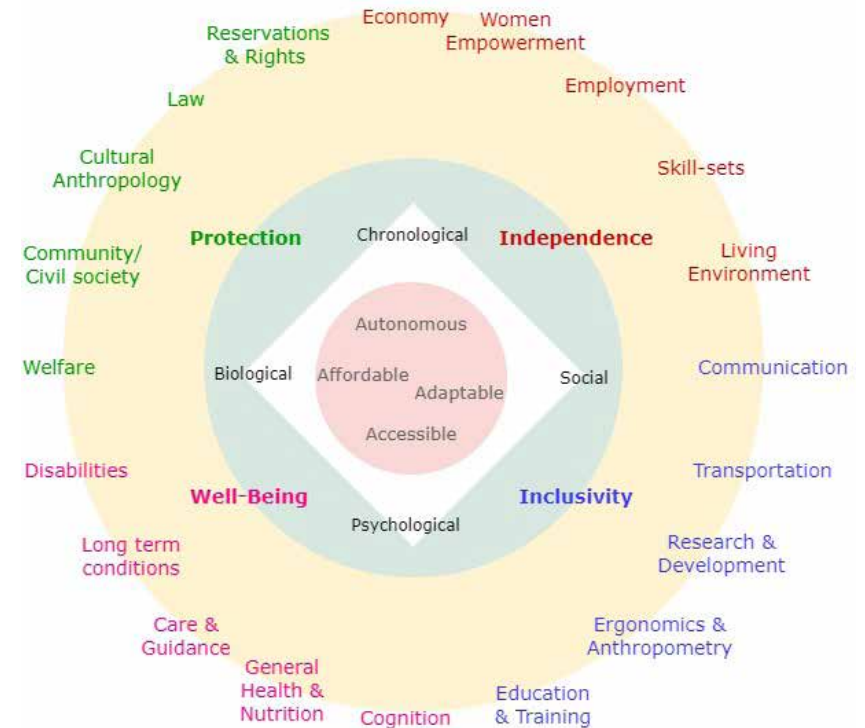 Economy
Women
Empowerment
Reservations
& Rights
Employment
Law
Cultural
Anthropology
Skill-sets
Protection
Chronological
Independence
Community/
Civil society
Living
Environment
Autonomous
Welfare
Biological
Affordable
Adaptable
Social
Communication
Accessible
Disabilities
Transportation
Well-Being
Inclusivity
Psychological
Long term
conditions
Research &
Development
Care &
Guidance
Ergonomics &
Anthropometry
General
Health &
Nutrition
Cognition
Education
& Training